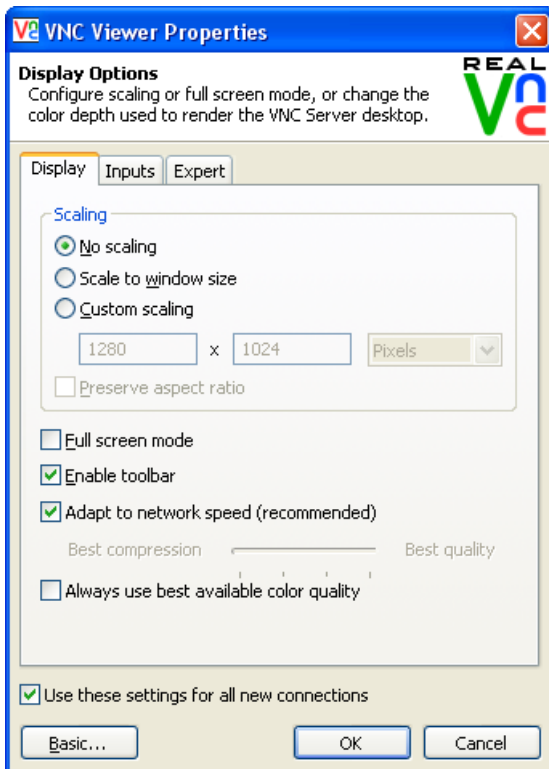 VNC Viewer Properties
Display Options
Configure scaling or full screen mode, or change the
color depth used to render the VNC Server desktop.
REAL
VNC
Display Inputs Expert
Scaling
No scaling
Scale to window size
Custom scaling
1280 x 1024 Pixels
Preserve aspect ratio
Full screen mode
Enable toolbar
Adapt to network speed (recommended)
Best compression Best quality
Always use best available color quality
Use these settings for all new connections
Basic... OK Cancel